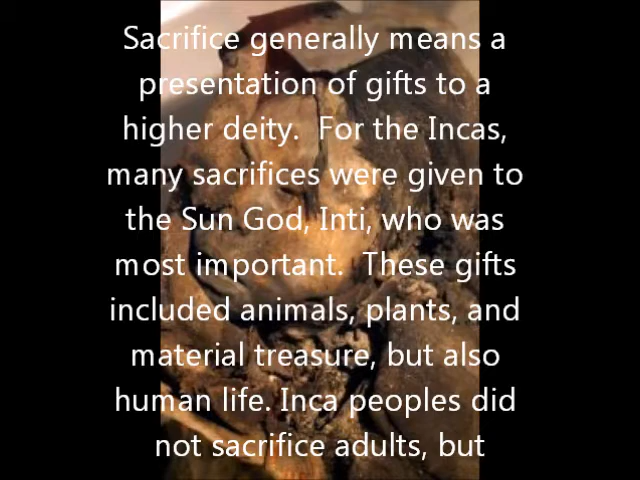 Sacrifice generally means a
presentation of gifts to a
higher deity.  For the Incas,
many sacrifices were given to
the Sun God, Inti, who was
most important.  These gifts
included animals, plants, and
material treasure, but also
human life. Inca peoples did
not sacrifice adults, but